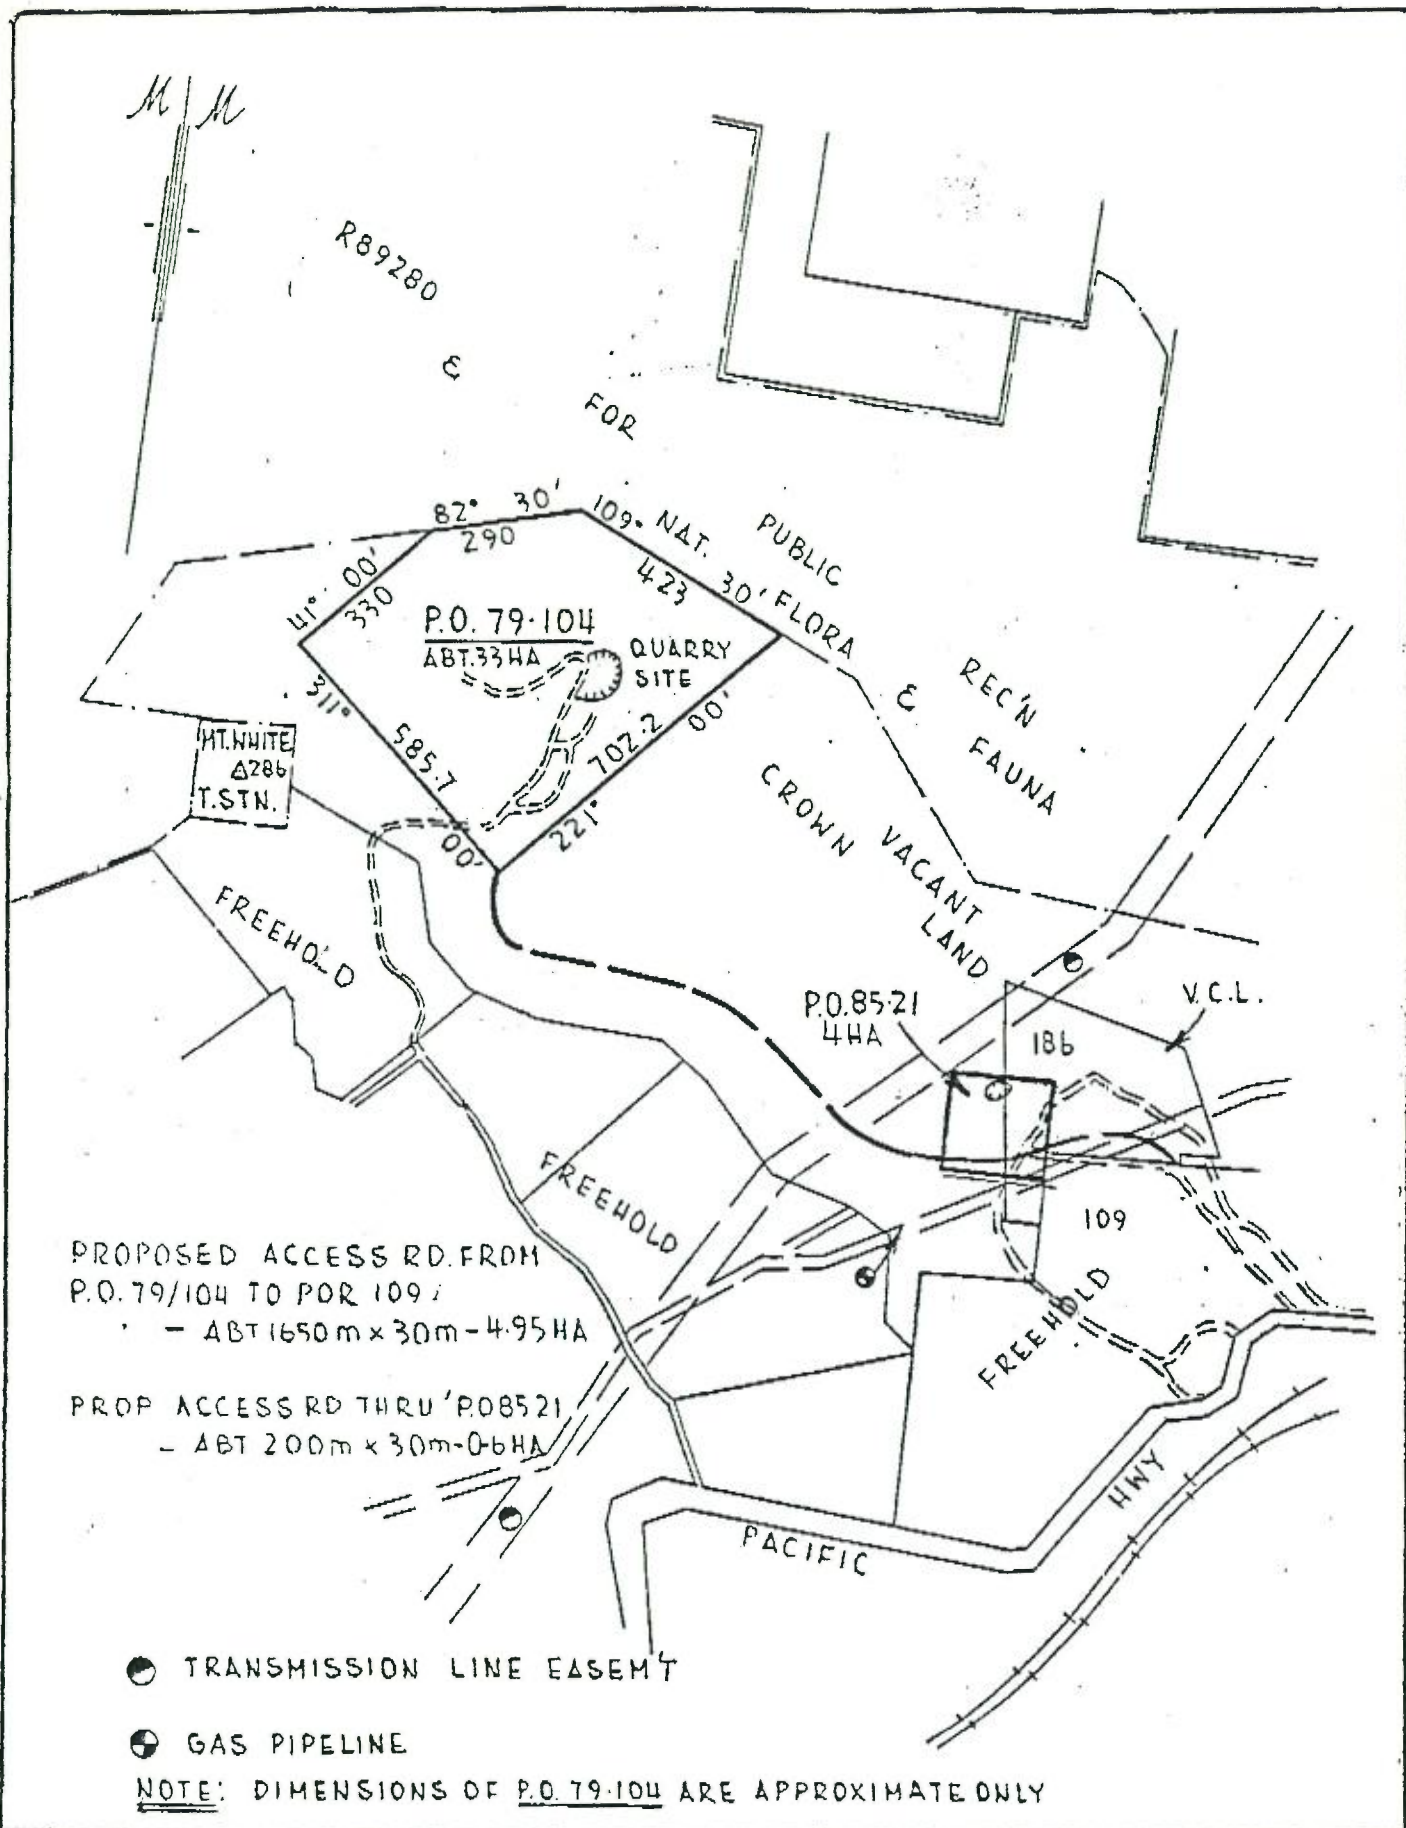 M M
R89280
&
FOR
PUBLIC
REC'N
82° 30'
290
109° 30'
423
NAT. FLORA
&
FAUNA
41° 00'
330
P.O. 79·104
ABT.33HA
QUARRY
SITE
311° 00'
585.7
702.2
221° 00'
MT.WHITE
△286
T.STN.
CROWN
VACANT
LAND
FREEHO'LD
P.O.85·21
4HA
V.C.L.
186
FREEHOLD
109
FREEHOLD
PROPOSED ACCESS RD. FROM
P.O. 79/104 TO POR 109
– ABT 1650m x 30m – 4.95HA
PROP ACCESS RD THRU' P.O8521
– ABT 200m x 30m-0.6HA
PACIFIC
HWY
TRANSMISSION LINE EASEM'T
GAS PIPELINE
NOTE: DIMENSIONS OF P.O. 79·104 ARE APPROXIMATE ONLY